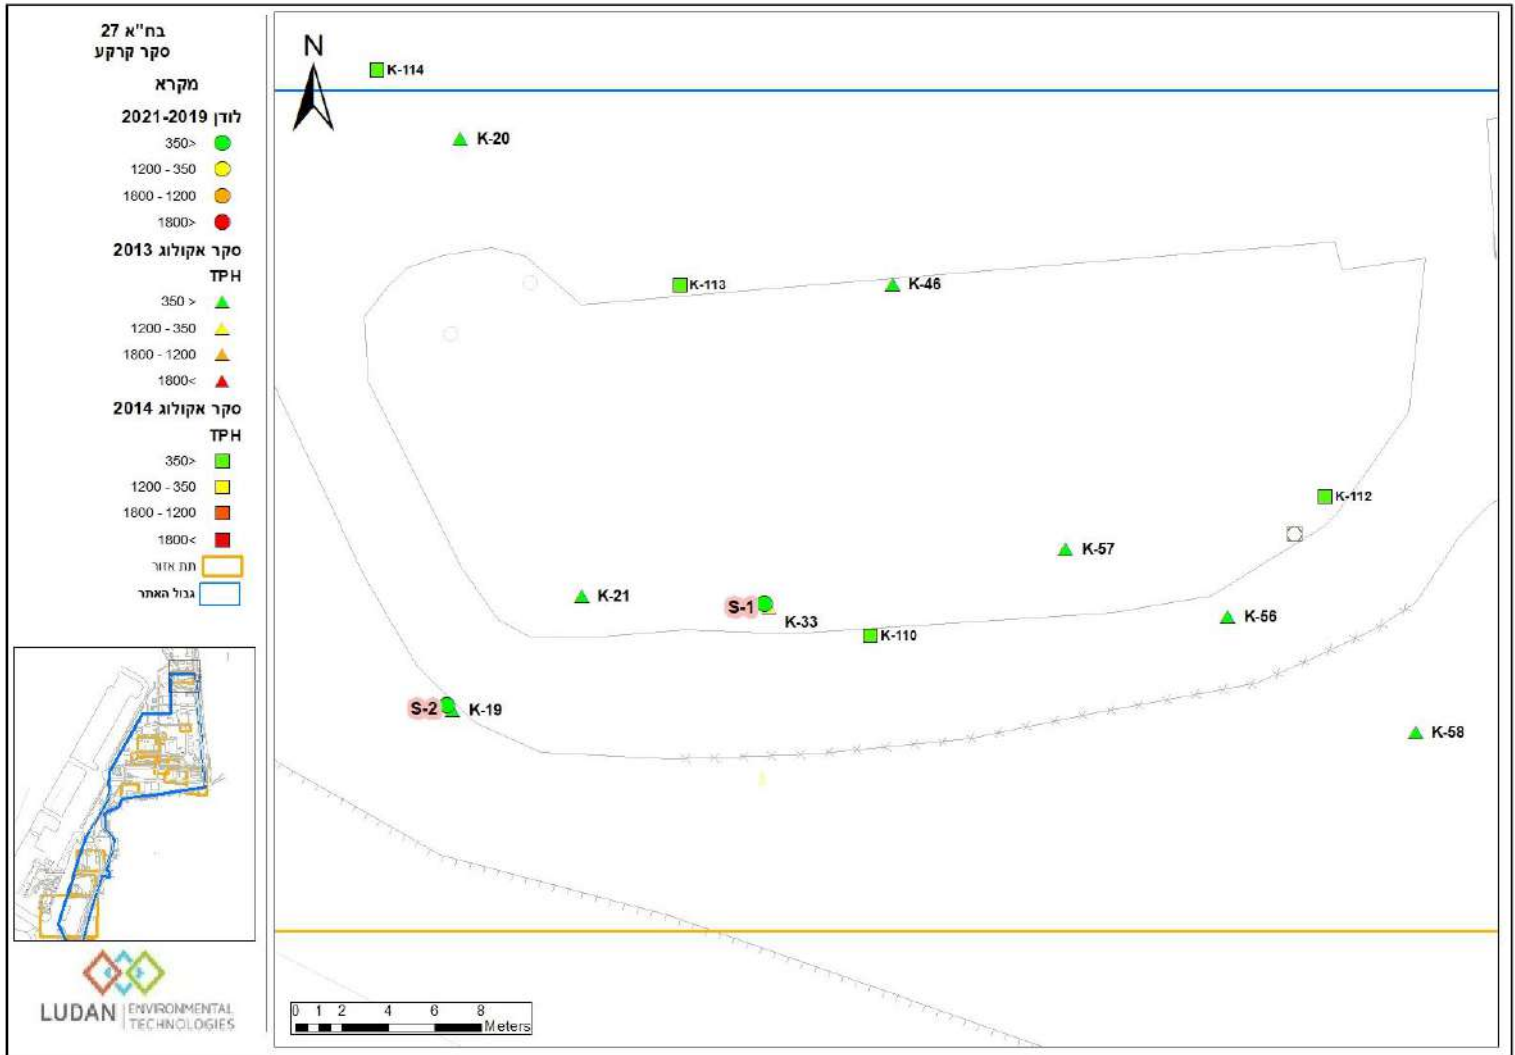 בח"א 27
סקר קרקע
מקרא
לודן 2021-2019
350>
1200 - 350
1800 - 1200
1800>
סקר אקולוג 2013
TPH
350 >
1200 - 350
1800 - 1200
1800<
סקר אקולוג 2014
TPH
350>
1200 - 350
1800 - 1200
1800<
תת אזור
גבול האתר
LUDAN ENVIRONMENTAL
TECHNOLOGIES
N
K-114
K-20
K-113
K-46
K-112
K-57
K-21
S-1
K-33
K-56
K-110
S-2
K-19
K-58
0 1 2 4 6 8
Meters